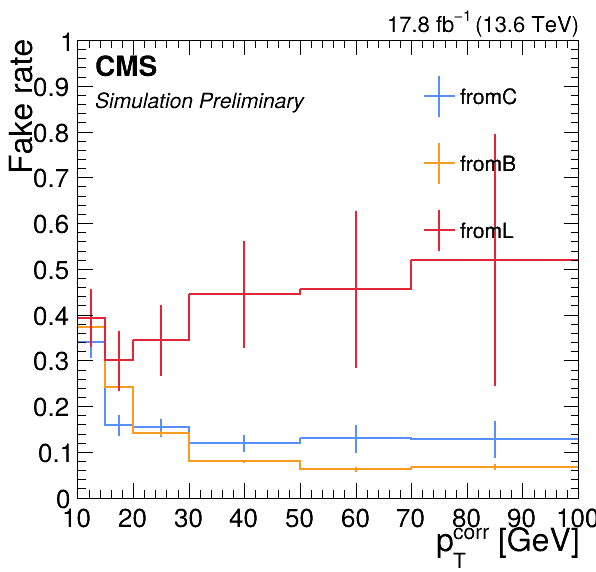 17.8 fb⁻¹ (13.6 TeV)
CMS
Simulation Preliminary
fromC
fromB
fromL
Fake rate
1
0.9
0.8
0.7
0.6
0.5
0.4
0.3
0.2
0.1
0
10 20 30 40 50 60 70 80 90 100
p_T^corr [GeV]